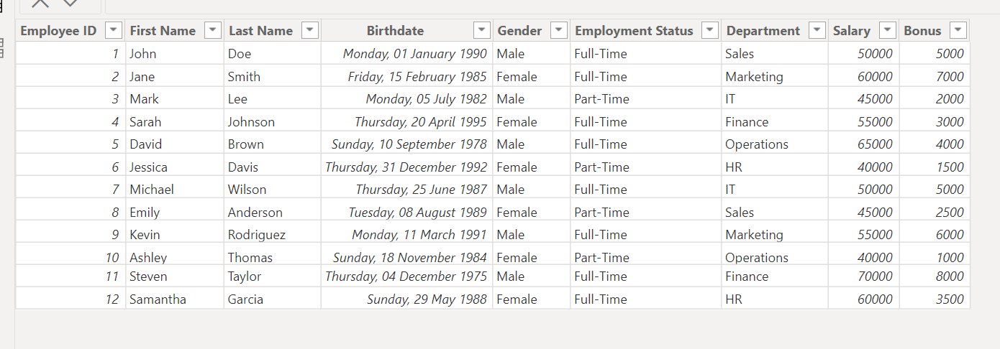 Employee ID First Name Last Name Birthdate Gender Employment Status Department Salary Bonus
1 John Doe Monday, 01 January 1990 Male Full-Time Sales 50000 5000
2 Jane Smith Friday, 15 February 1985 Female Full-Time Marketing 60000 7000
3 Mark Lee Monday, 05 July 1982 Male Part-Time IT 45000 2000
4 Sarah Johnson Thursday, 20 April 1995 Female Full-Time Finance 55000 3000
5 David Brown Sunday, 10 September 1978 Male Full-Time Operations 65000 4000
6 Jessica Davis Thursday, 31 December 1992 Female Part-Time HR 40000 1500
7 Michael Wilson Thursday, 25 June 1987 Male Full-Time IT 50000 5000
8 Emily Anderson Tuesday, 08 August 1989 Female Part-Time Sales 45000 2500
9 Kevin Rodriguez Monday, 11 March 1991 Male Full-Time Marketing 55000 6000
10 Ashley Thomas Sunday, 18 November 1984 Female Part-Time Operations 40000 1000
11 Steven Taylor Thursday, 04 December 1975 Male Full-Time Finance 70000 8000
12 Samantha Garcia Sunday, 29 May 1988 Female Full-Time HR 60000 3500